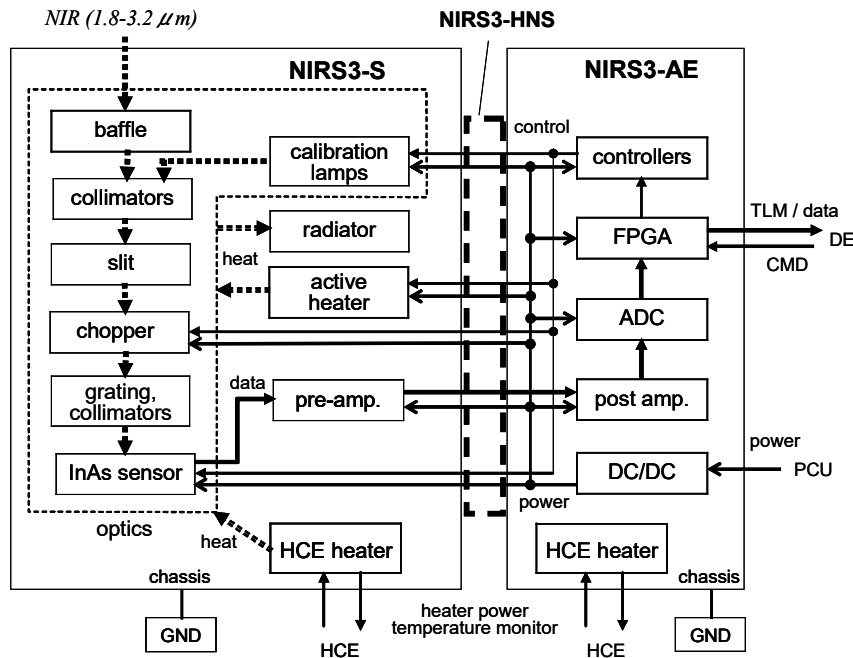 NIR (1.8-3.2 μm)
NIRS3-HNS
NIRS3-S
NIRS3-AE
baffle
calibration
lamps
control
controllers
collimators
TLM / data
radiator
FPGA
DE
heat
CMD
slit
active
heater
ADC
chopper
grating,
collimators
data
pre-amp.
post amp.
power
InAs sensor
DC/DC
PCU
power
optics
heat
HCE heater
HCE heater
chassis
chassis
heater power
temperature monitor
GND
HCE
HCE
GND